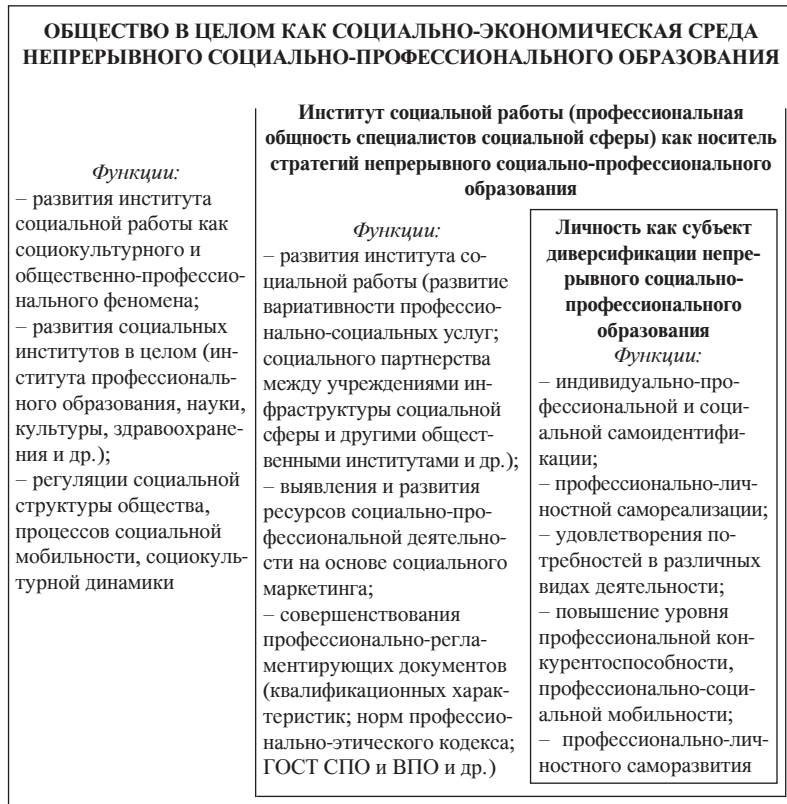 ОБЩЕСТВО В ЦЕЛОМ КАК СОЦИАЛЬНО-ЭКОНОМИЧЕСКАЯ СРЕДА
НЕПРЕРЫВНОГО СОЦИАЛЬНО-ПРОФЕССИОНАЛЬНОГО ОБРАЗОВАНИЯ
Функции:
– развития института
социальной работы как
социокультурного и
общественно-профессио-
нального феномена;
– развития социальных
институтов в целом (ин-
ститута профессиональ-
ного образования, науки,
культуры, здравоохране-
ния и др.);
– регуляции социальной
структуры общества,
процессов социальной
мобильности, социокуль-
турной динамики
Институт социальной работы (профессиональная
общность специалистов социальной сферы) как носитель
стратегий непрерывного социально-профессионального
образования
Функции:
– развития института со-
циальной работы (развитие
вариативности профессио-
нально-социальных услуг;
социального партнерства
между учреждениями ин-
фраструктуры социальной
сферы и другими общест-
венными институтами и др.);
– выявления и развития
ресурсов социально-про-
фессиональной деятельно-
сти на основе социального
маркетинга;
– совершенствования
профессионально-регла-
ментирующих документов
(квалификационных харак-
теристик; норм профессио-
нально-этического кодекса;
ГОСТ СПО и ВПО и др.)
Личность как субъект
диверсификации непре-
рывного социально-
профессионального
образования
Функции:
– индивидуально-про-
фессиональной и соци-
альной самоидентифи-
кации;
– профессионально-лич-
ностной самореализации;
– удовлетворения по-
требностей в различных
видах деятельности;
– повышение уровня
профессиональной кон-
курентоспособности,
профессионально-соци-
альной мобильности;
– профессионально-лич-
ностного саморазвития